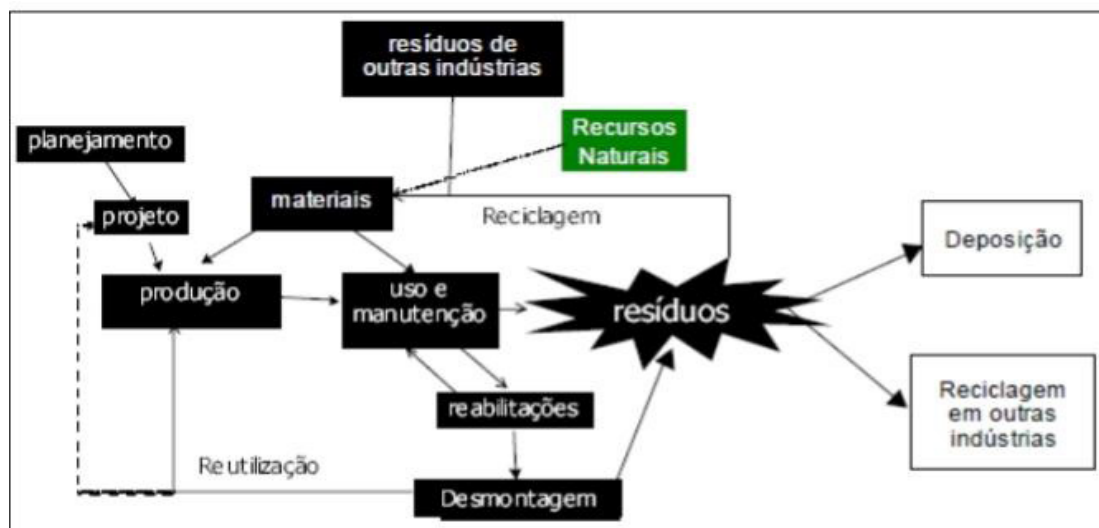 resíduos de
outras indústrias
planejamento
Recursos
Naturais
materiais
projeto
Reciclagem
Deposição
produção
uso e
manutenção
resíduos
Reciclagem
em outras
indústrias
reabilitações
Reutilização
Desmontagem